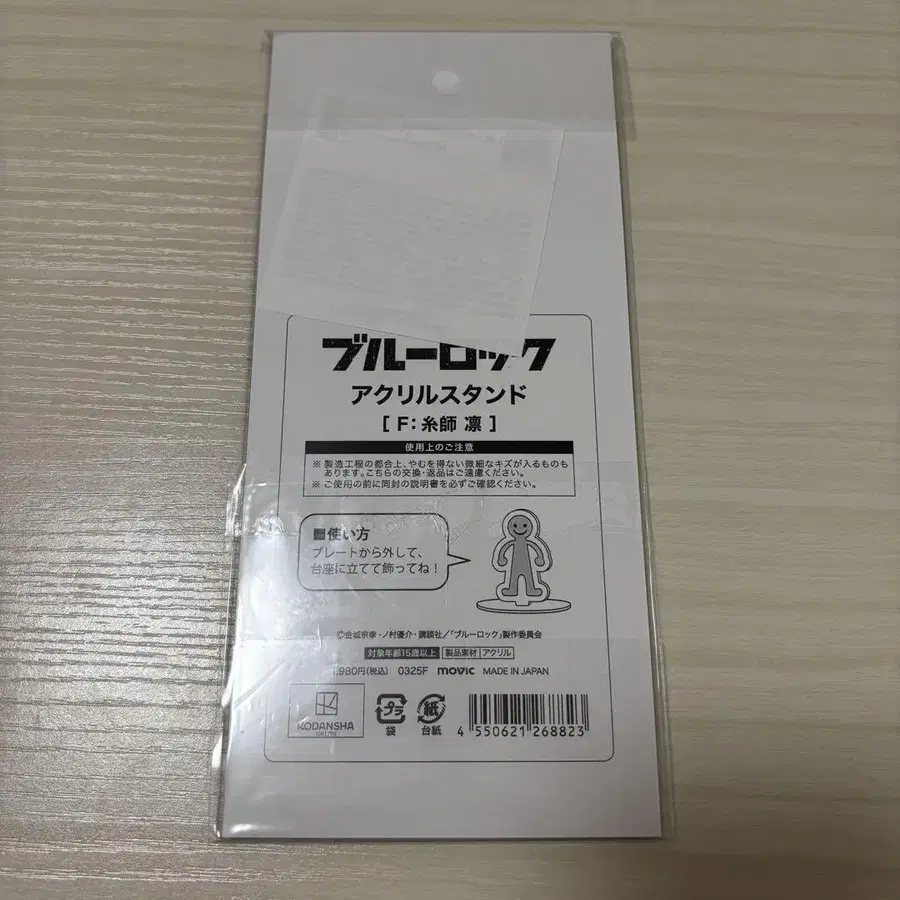 ブルーロック
アクリルスタンド
[ F：糸師 凛 ]
使用上のご注意
※ 製造工程の都合上、やむを得ない微細なキズが入るものも
あります。こちらの交換・返品はご遠慮ください。
※ ご使用の前に同封の説明書を必ずご確認ください。
■使い方
プレートから外して、
台座に立てて飾ってね！
©金城宗幸・ノ村優介・講談社/「ブルーロック」製作委員会
対象年齢15歳以上 製品素材 アクリル
1,980円(税込) 0325F movic MADE IN JAPAN
KODANSHA
プラ
袋
紙
台紙
4 550621 268823